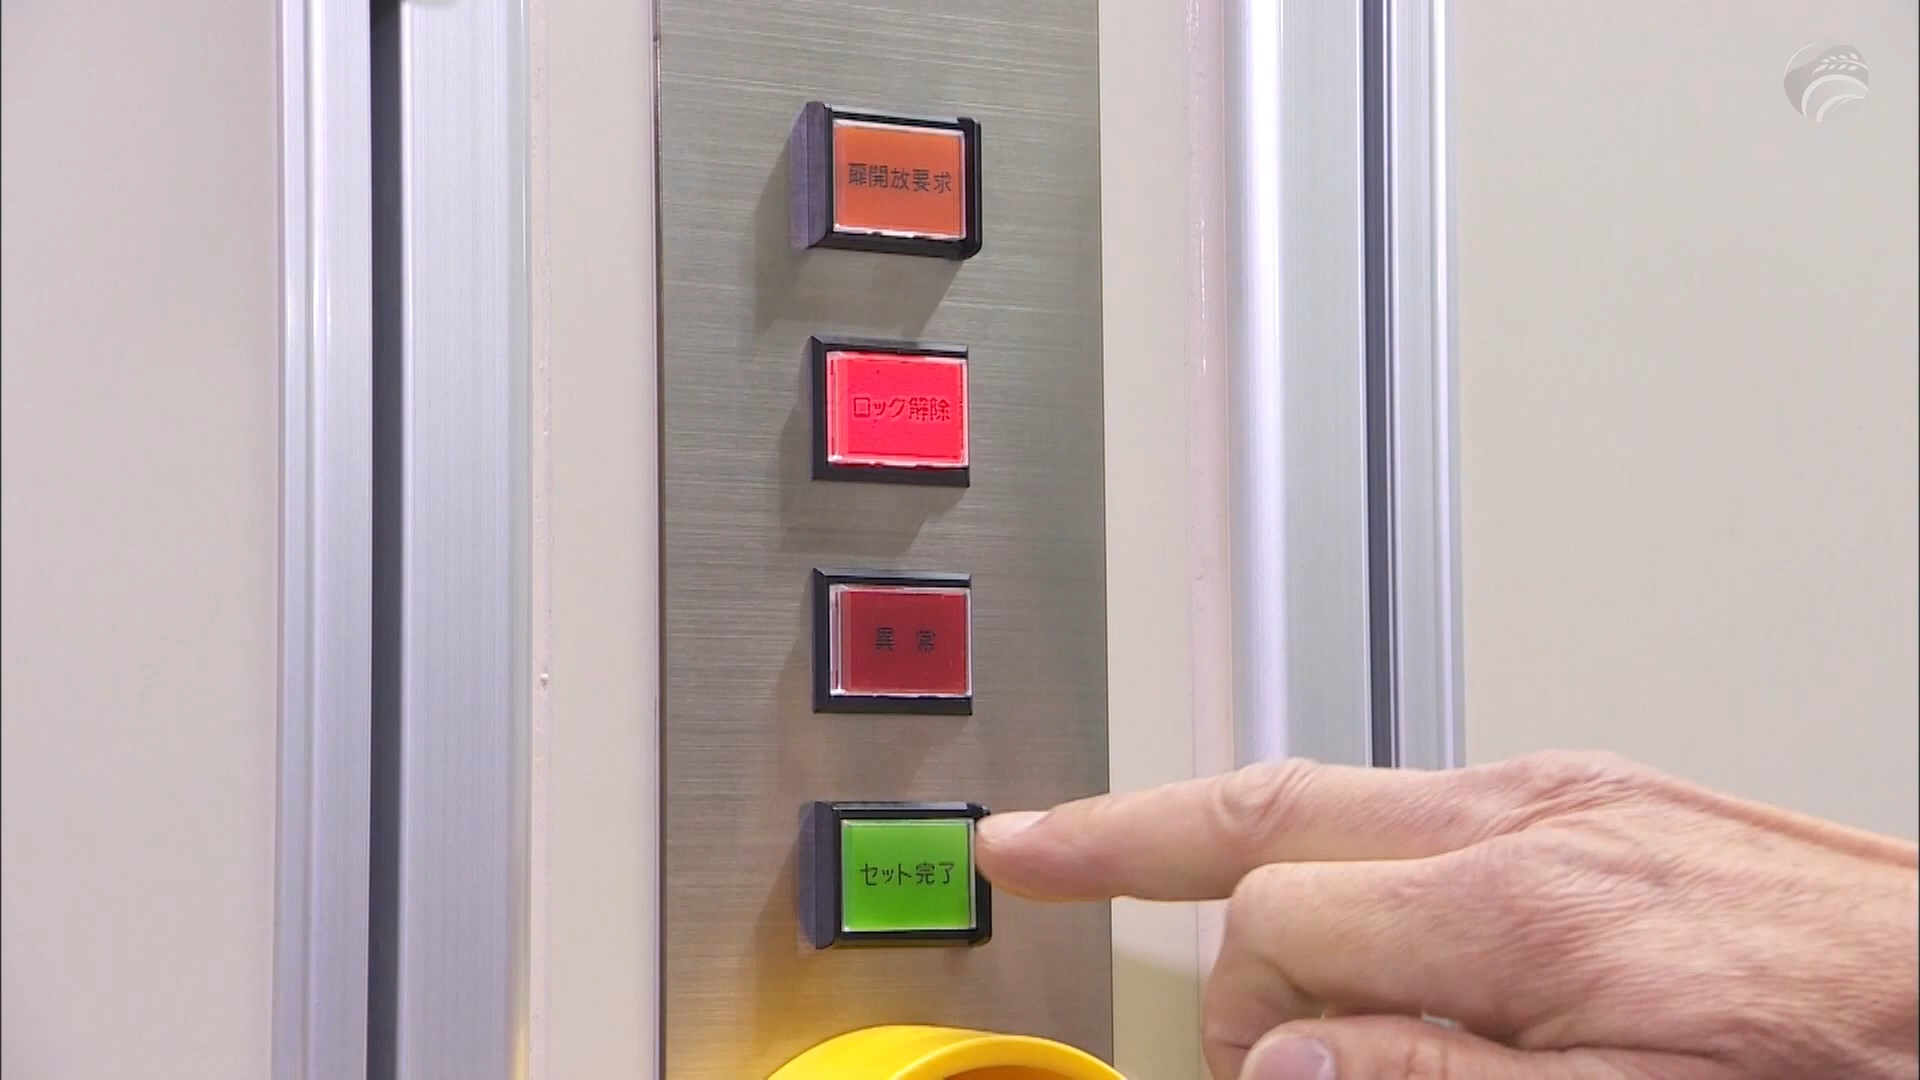 扉開放要求
ロック解除
異 常
セット完了